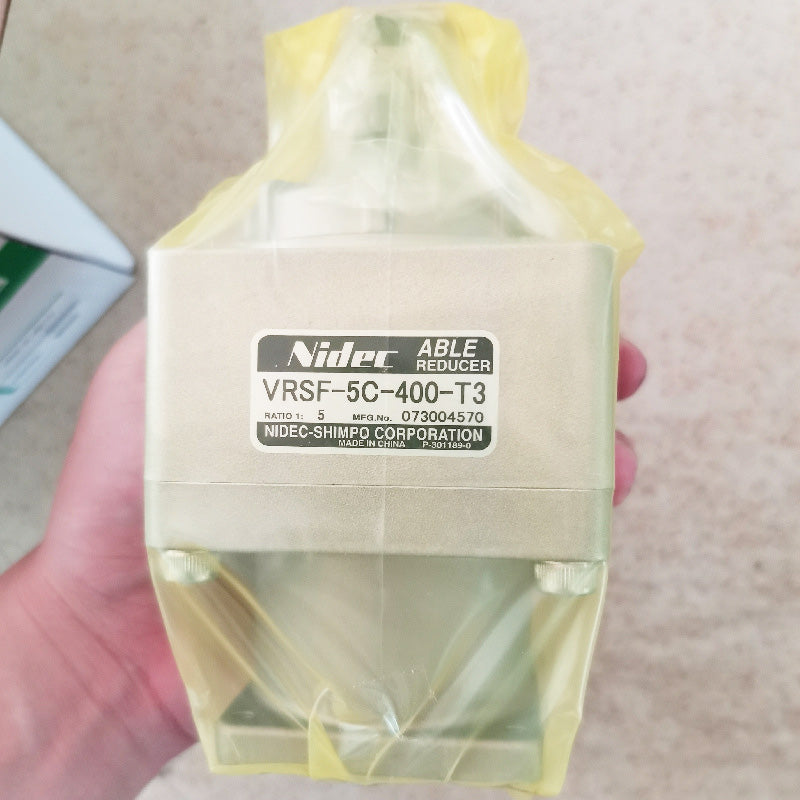 Nidec ABLE REDUCER
VRSF-5C-400-T3
RATIO 1: 5 MFG.No. 073004570
NIDEC-SHIMPO CORPORATION
MADE IN CHINA P-301189-0